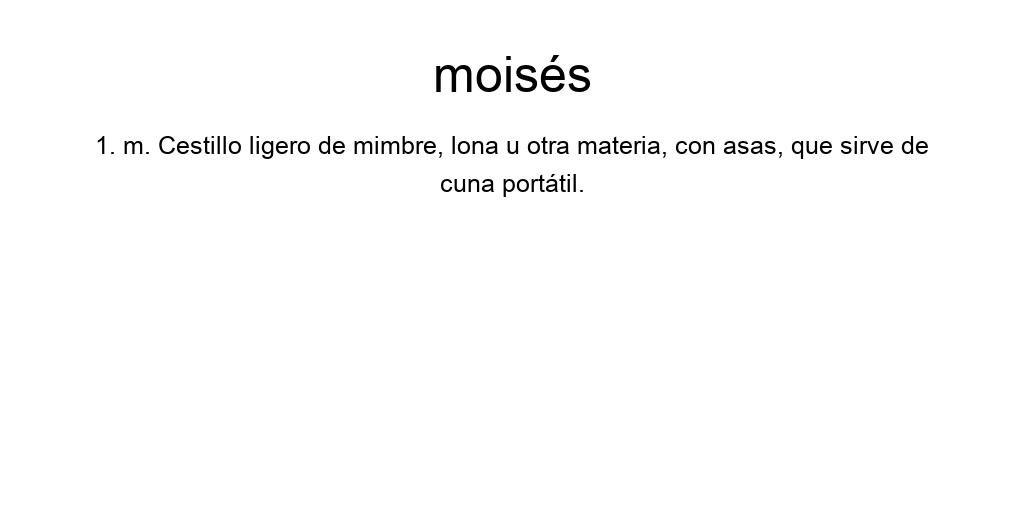 moisés
1. m. Cestillo ligero de mimbre, lona u otra materia, con asas, que sirve de
cuna portátil.